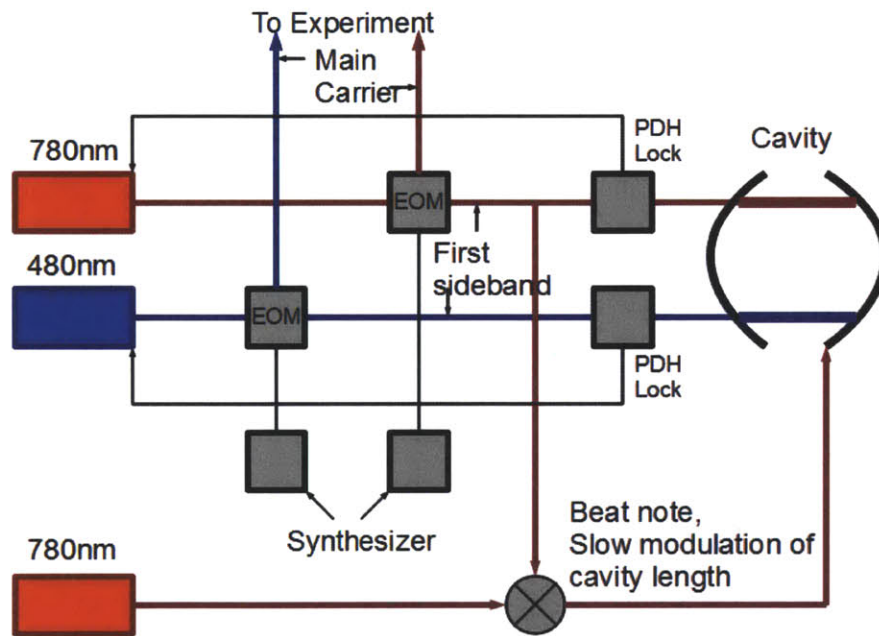 To Experiment
Main
Carrier
PDH
Lock
Cavity
780nm
EOM
First
sideband
480nm
EOM
PDH
Lock
Synthesizer
Beat note,
Slow modulation of
cavity length
780nm